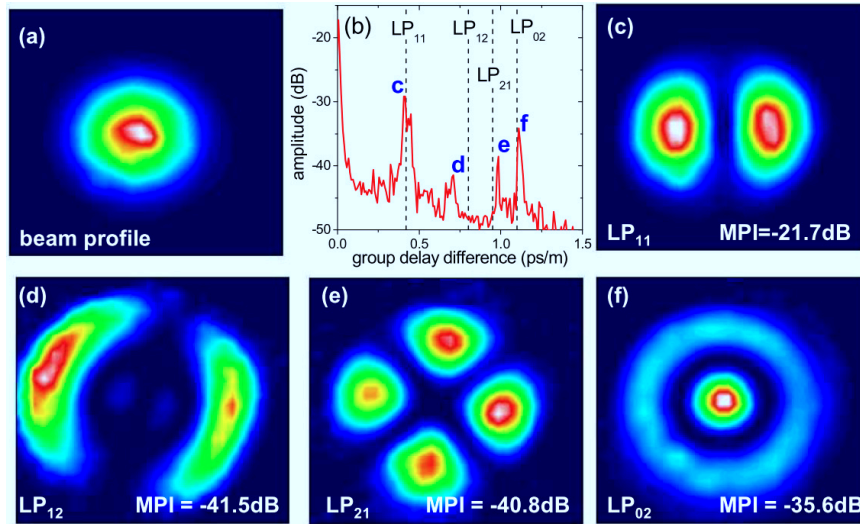 (a)
beam profile
(b)
LP11
LP12
LP02
LP21
c
d
e
f
-20
-30
-40
-50
amplitude (dB)
0.0 0.5 1.0 1.5
group delay difference (ps/m)
(c)
LP11 MPI=-21.7dB
(d)
LP12 MPI = -41.5dB
(e)
LP21 MPI = -40.8dB
(f)
LP02 MPI = -35.6dB